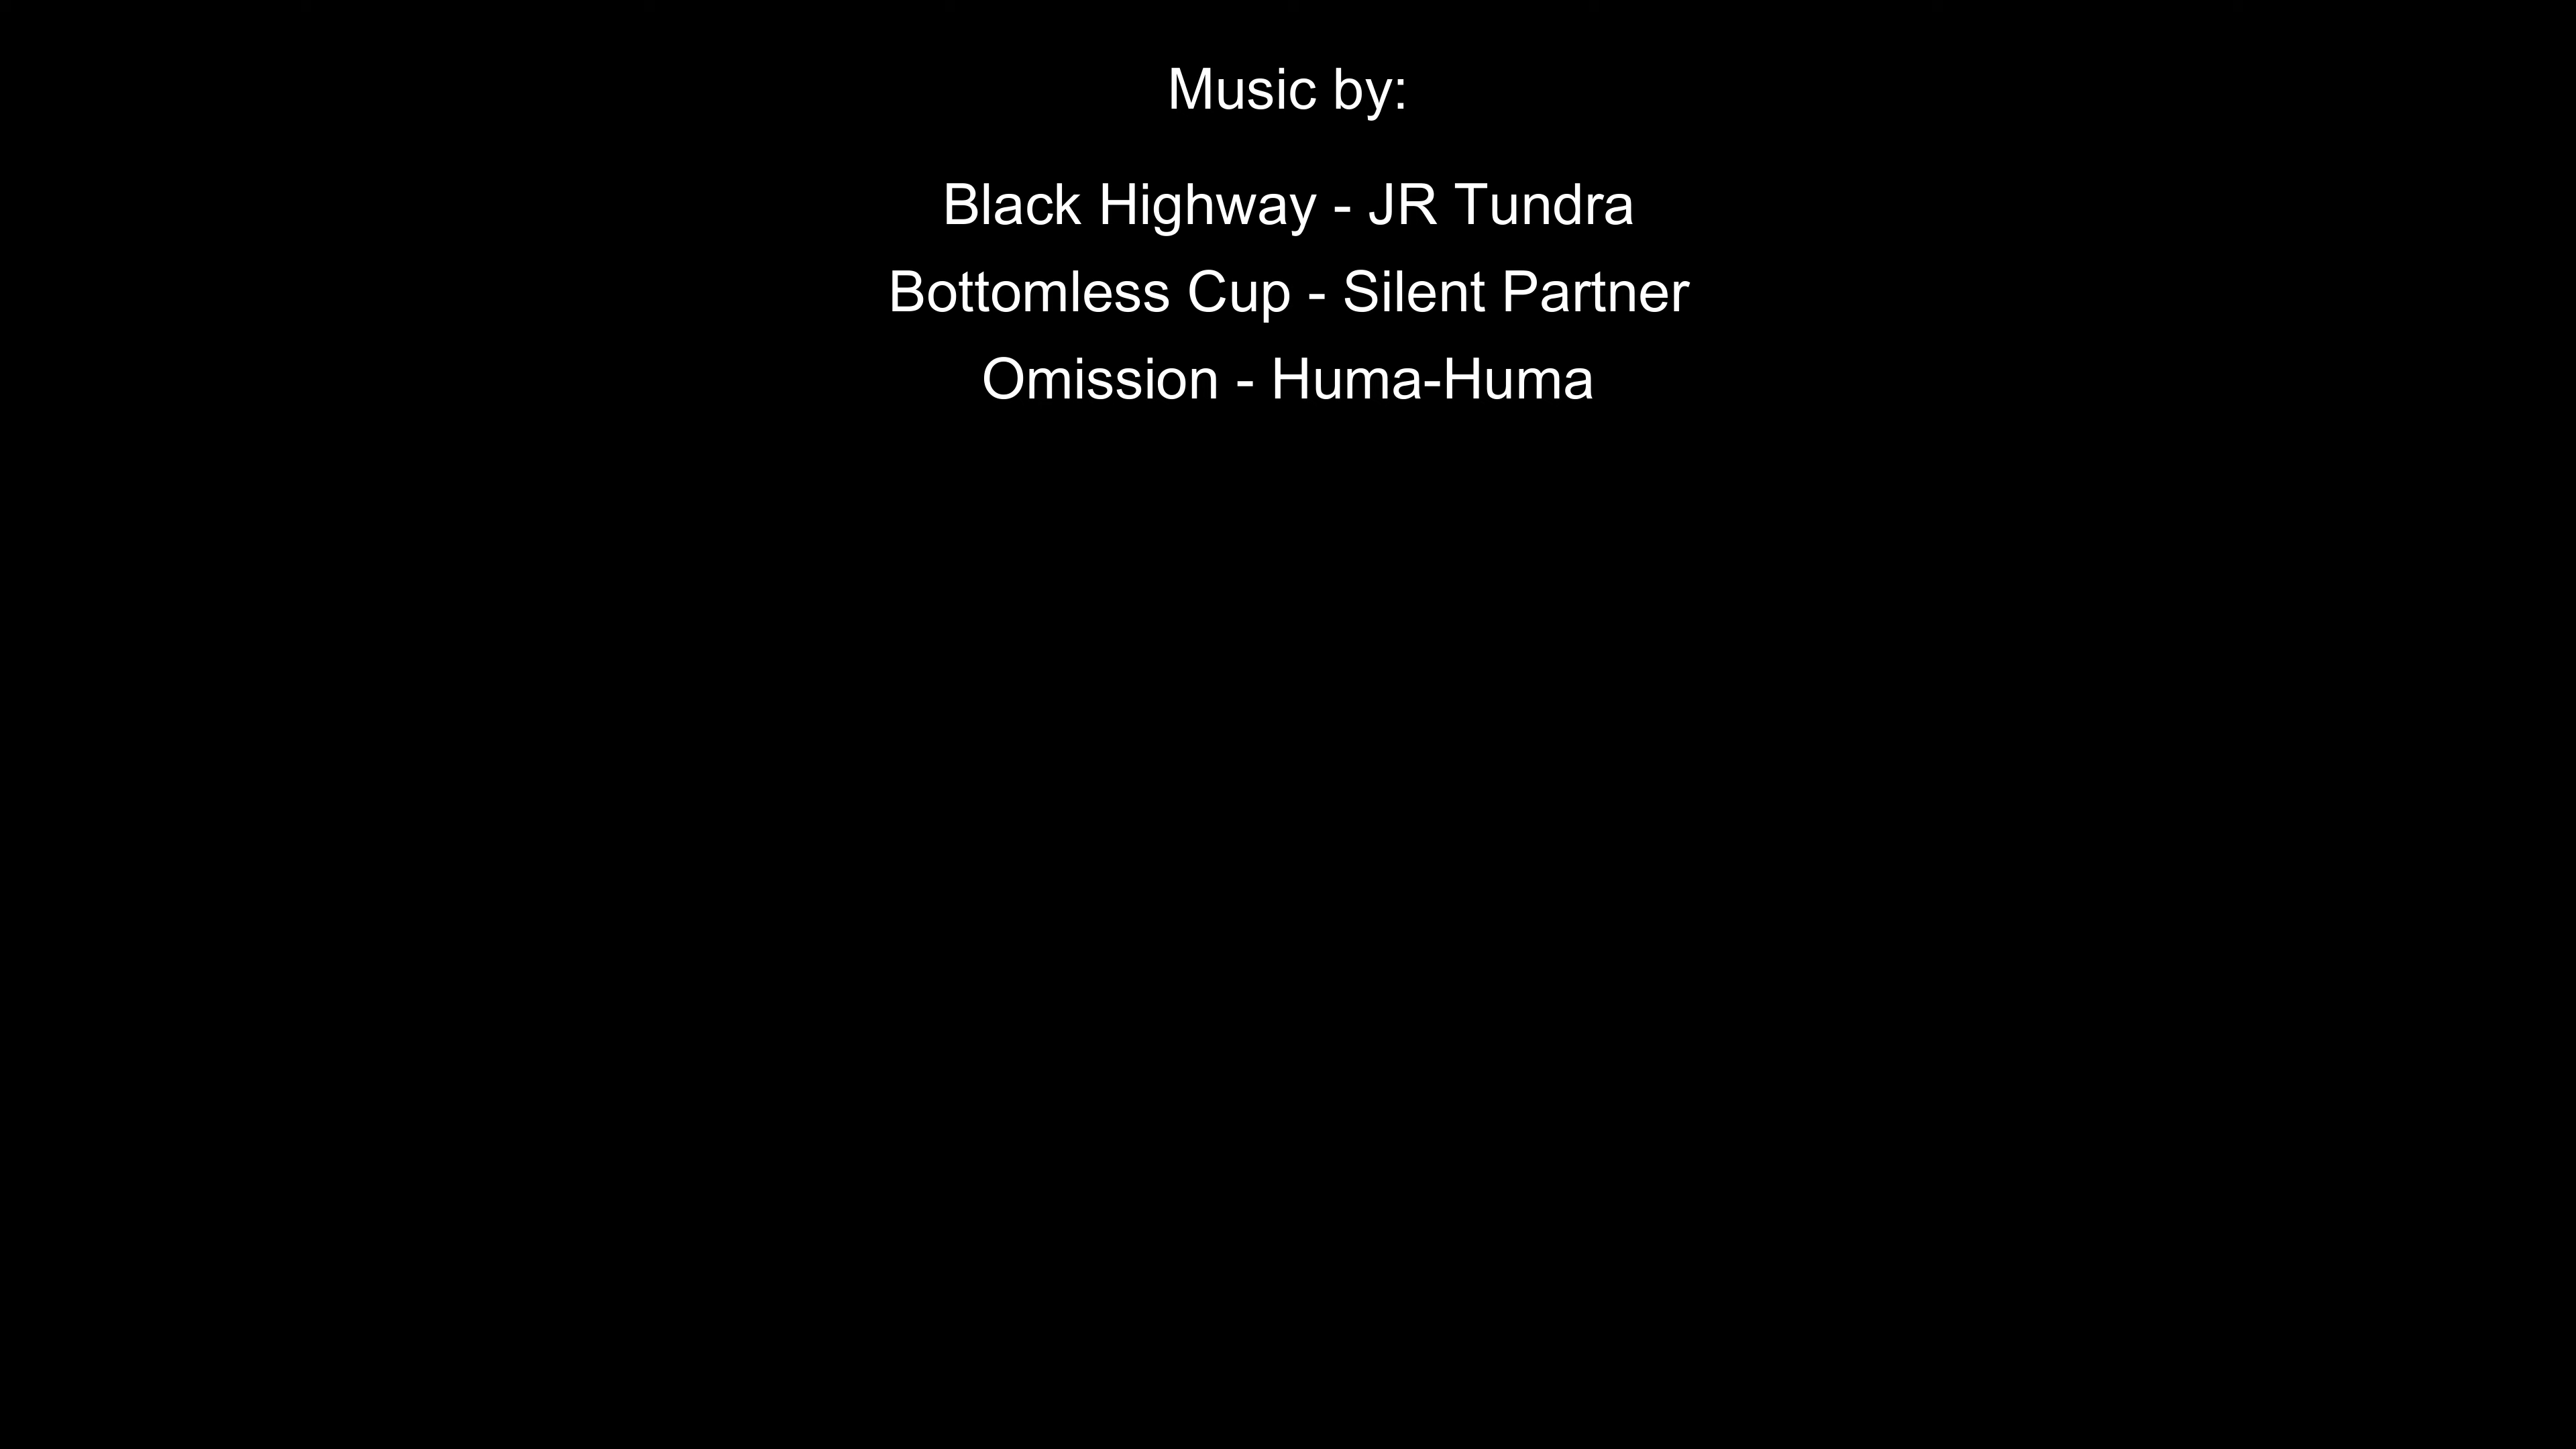 Music by:
Black Highway - JR Tundra
Bottomless Cup - Silent Partner
Omission - Huma-Huma